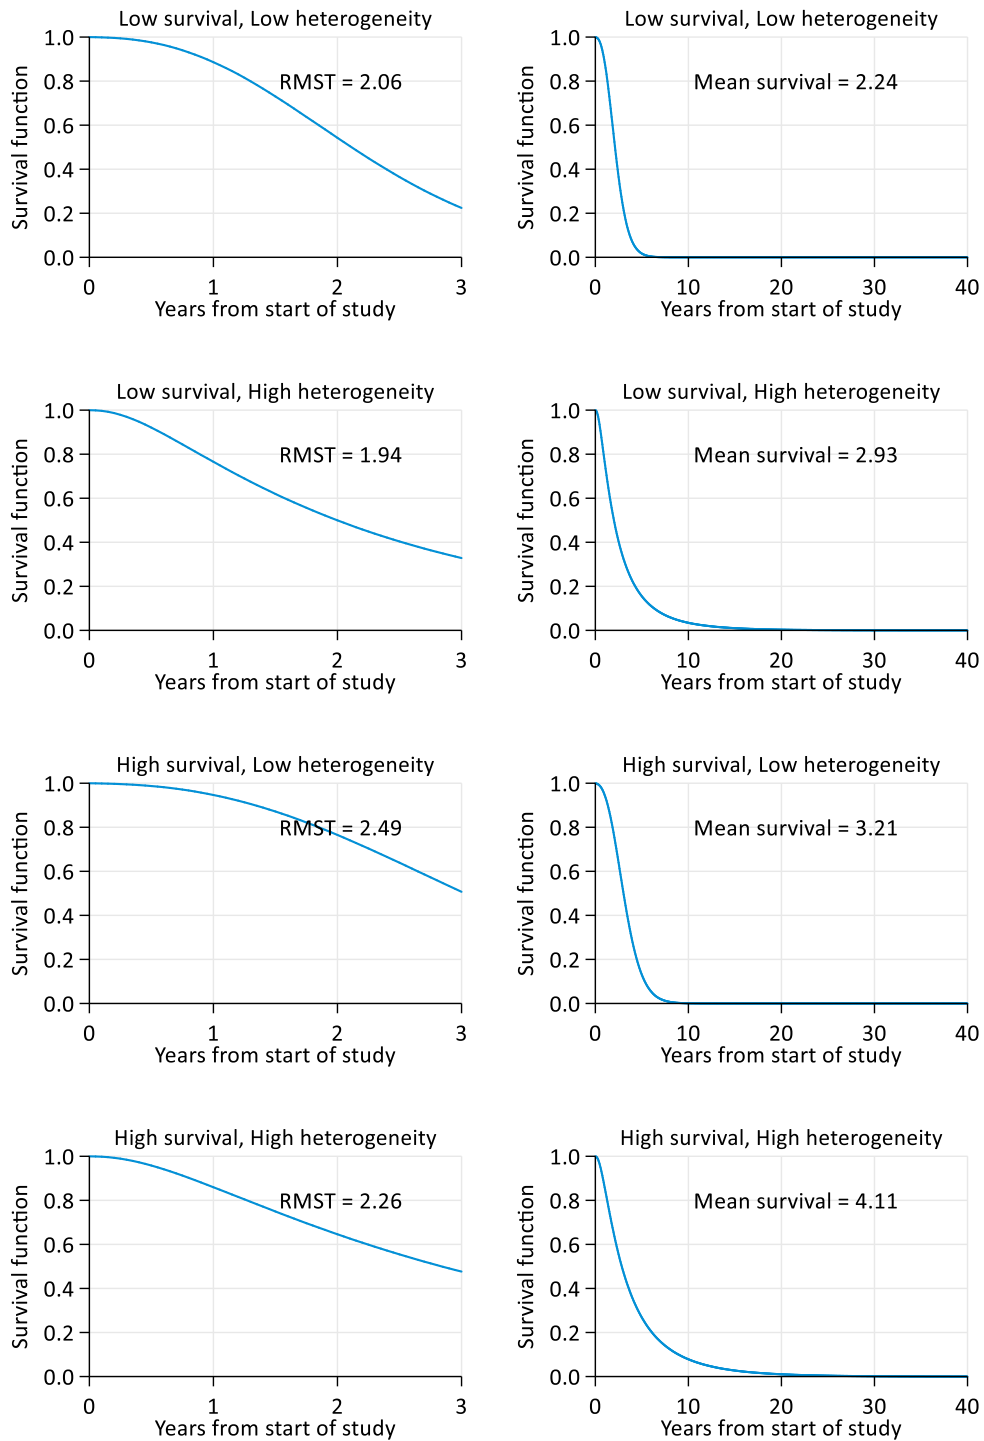 Low survival, Low heterogeneity
Survival function
1.0
0.8
0.6
0.4
0.2
0.0
RMST = 2.06
0 1 2 3
Years from start of study
Low survival, Low heterogeneity
Survival function
1.0
0.8
0.6
0.4
0.2
0.0
Mean survival = 2.24
0 10 20 30 40
Years from start of study
Low survival, High heterogeneity
Survival function
1.0
0.8
0.6
0.4
0.2
0.0
RMST = 1.94
0 1 2 3
Years from start of study
Low survival, High heterogeneity
Survival function
1.0
0.8
0.6
0.4
0.2
0.0
Mean survival = 2.93
0 10 20 30 40
Years from start of study
High survival, Low heterogeneity
Survival function
1.0
0.8
0.6
0.4
0.2
0.0
RMST = 2.49
0 1 2 3
Years from start of study
High survival, Low heterogeneity
Survival function
1.0
0.8
0.6
0.4
0.2
0.0
Mean survival = 3.21
0 10 20 30 40
Years from start of study
High survival, High heterogeneity
Survival function
1.0
0.8
0.6
0.4
0.2
0.0
RMST = 2.26
0 1 2 3
Years from start of study
High survival, High heterogeneity
Survival function
1.0
0.8
0.6
0.4
0.2
0.0
Mean survival = 4.11
0 10 20 30 40
Years from start of study